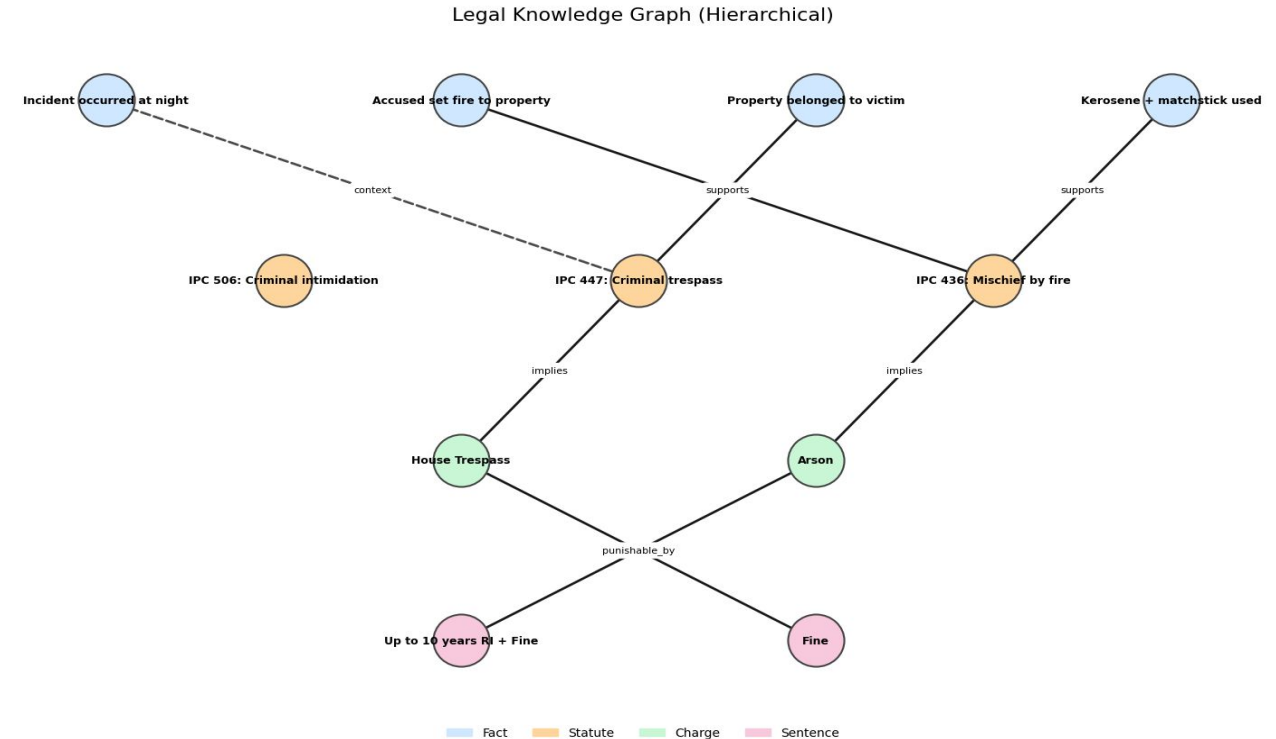 Legal Knowledge Graph (Hierarchical)
Incident occurred at night
Accused set fire to property
Property belonged to victim
Kerosene + matchstick used
context
supports
supports
IPC 506: Criminal intimidation
IPC 447: Criminal trespass
IPC 436: Mischief by fire
implies
implies
House Trespass
Arson
punishable_by
Up to 10 years RI + Fine
Fine
Fact
Statute
Charge
Sentence